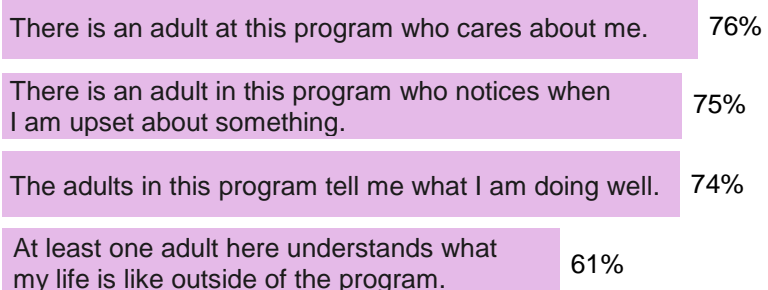 There is an adult at this program who cares about me. 76%
There is an adult in this program who notices when
I am upset about something. 75%
The adults in this program tell me what I am doing well. 74%
At least one adult here understands what
my life is like outside of the program. 61%